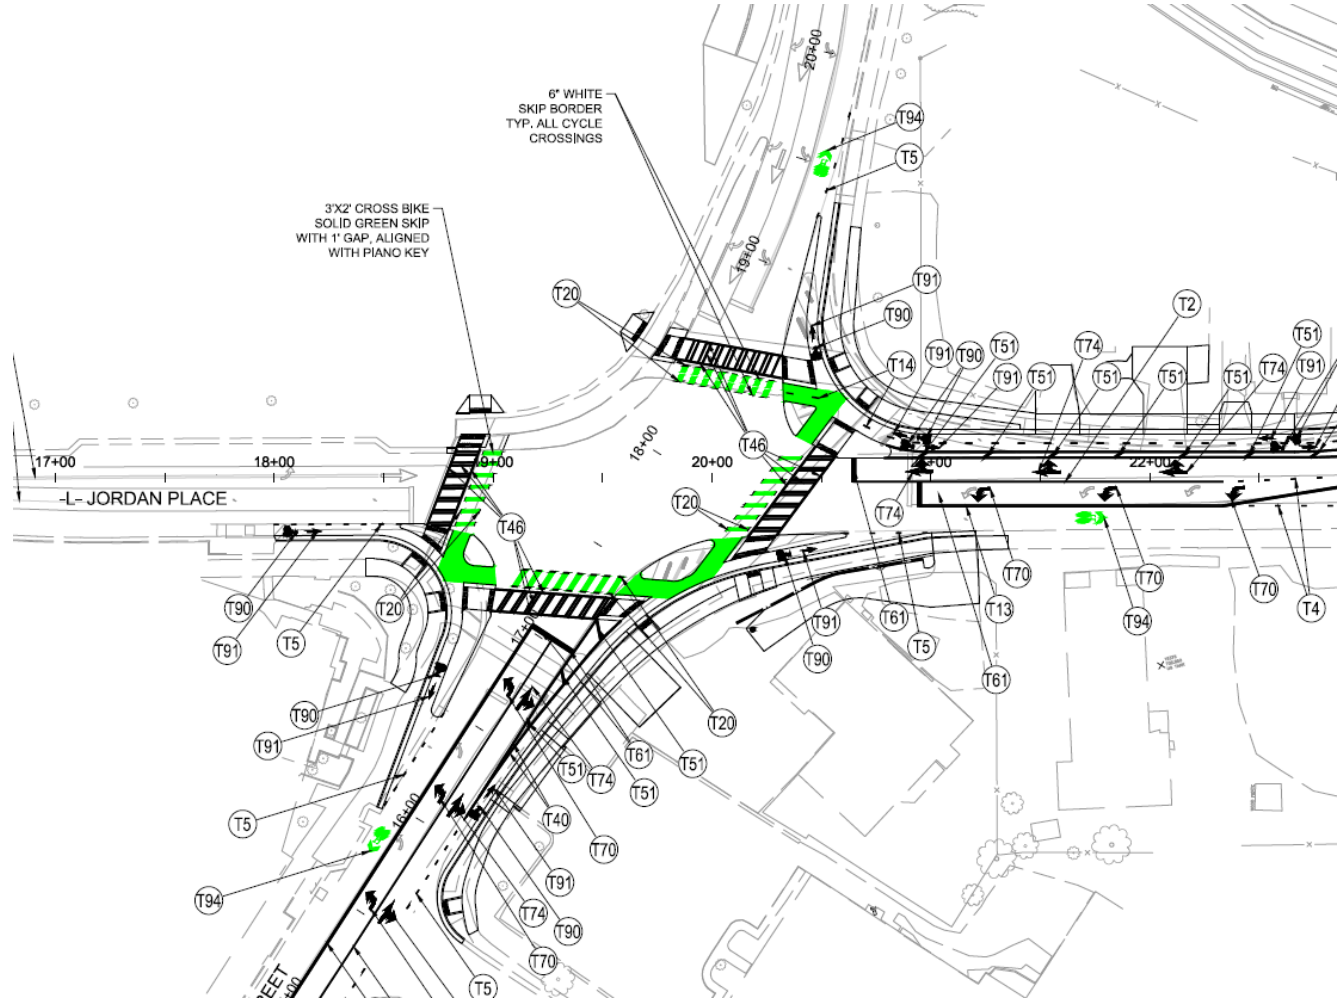 20+00
6" WHITE
SKIP BORDER
TYP. ALL CYCLE
CROSSINGS
T94
T5
3'X2' CROSS BIKE
SOLID GREEN SKIP
WITH 1' GAP, ALIGNED
WITH PIANO KEY
19+00
T20
T91
T90
T2
T14
T91
T90
T51
T91
T51
T74
T51
T51
T51
T74
T51
T91
18+00
T46
17+00
18+00
19+00
20+00
22+00
-L- JORDAN PLACE
T46
T20
T74
T90
T91
T5
T20
17+00
T91
T90
T61
T5
T70
T13
T61
T94
T70
T70
T4
T90
T91
T5
T94
16+00
T51
T74
T61
T51
T51
T20
T40
T70
T91
T74
T90
T70
T5